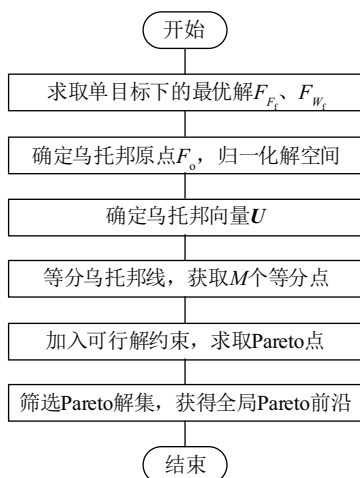 开始
求取单目标下的最优解F_{F_f}、F_{W_f}
确定乌托邦原点F_o，归一化解空间
确定乌托邦向量U
等分乌托邦线，获取M个等分点
加入可行解约束，求取Pareto点
筛选Pareto解集，获得全局Pareto前沿
结束